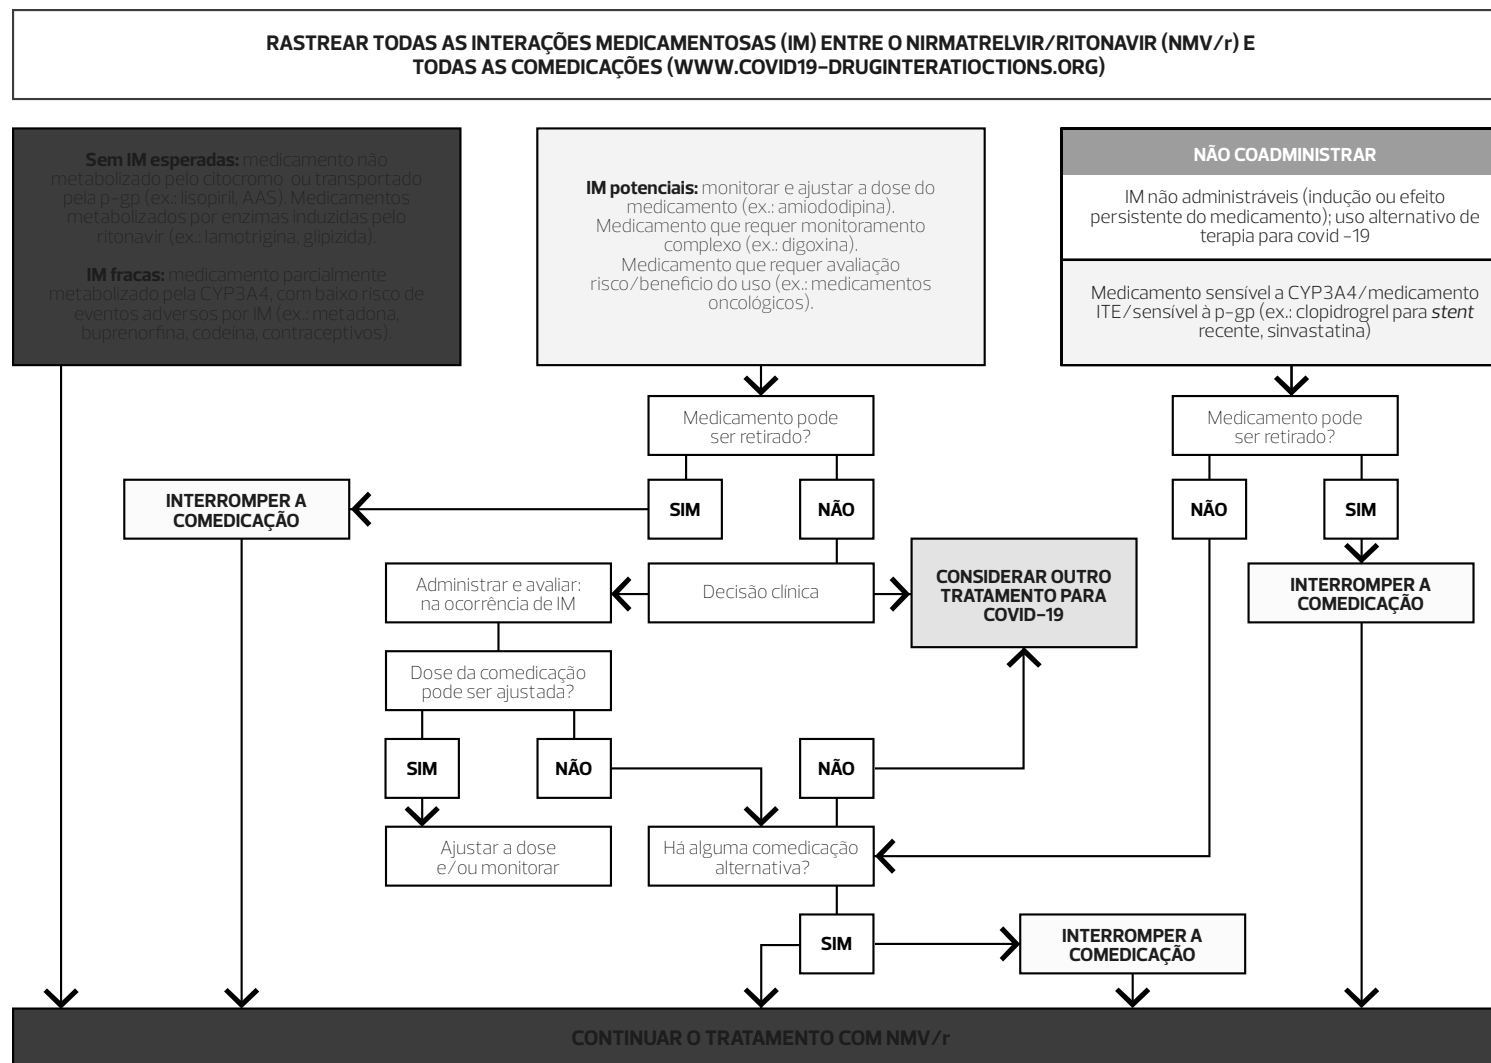 RASTREAR TODAS AS INTERAÇÕES MEDICAMENTOSAS (IM) ENTRE O NIRMATRELVIR/RITONAVIR (NMV/r) E
TODAS AS COMEDICAÇÕES (WWW.COVID19-DRUGINTERATIOCTIONS.ORG)
Sem IM esperadas: medicamento não
metabolizado pelo citocromo ou transportado
pela p-gp (ex.: lisopiril, AAS). Medicamentos
metabolizados por enzimas induzidas pelo
ritonavir (ex.: lamotrigina, glipizida).
IM fracas: medicamento parcialmente
metabolizado pela CYP3A4, com baixo risco de
eventos adversos por IM (ex.: metadona,
buprenorfina, codeína, contraceptivos).
IM potenciais: monitorar e ajustar a dose do
medicamento (ex.: amiododipina).
Medicamento que requer monitoramento
complexo (ex.: digoxina).
Medicamento que requer avaliação
risco/beneficio do uso (ex.: medicamentos
oncológicos).
NÃO COADMINISTRAR
IM não administráveis (indução ou efeito
persistente do medicamento); uso alternativo de
terapia para covid -19
Medicamento sensível a CYP3A4/medicamento
ITE/sensível à p-gp (ex.: clopidrogrel para stent
recente, sinvastatina)
Medicamento pode
ser retirado?
Medicamento pode
ser retirado?
INTERROMPER A
COMEDICAÇÃO
SIM
NÃO
NÃO
SIM
Administrar e avaliar:
na ocorrência de IM
Decisão clínica
CONSIDERAR OUTRO
TRATAMENTO PARA
COVID-19
INTERROMPER A
COMEDICAÇÃO
Dose da comedicação
pode ser ajustada?
SIM
NÃO
NÃO
Ajustar a dose
e/ou monitorar
Há alguma comedicação
alternativa?
SIM
INTERROMPER A
COMEDICAÇÃO
CONTINUAR O TRATAMENTO COM NMV/r